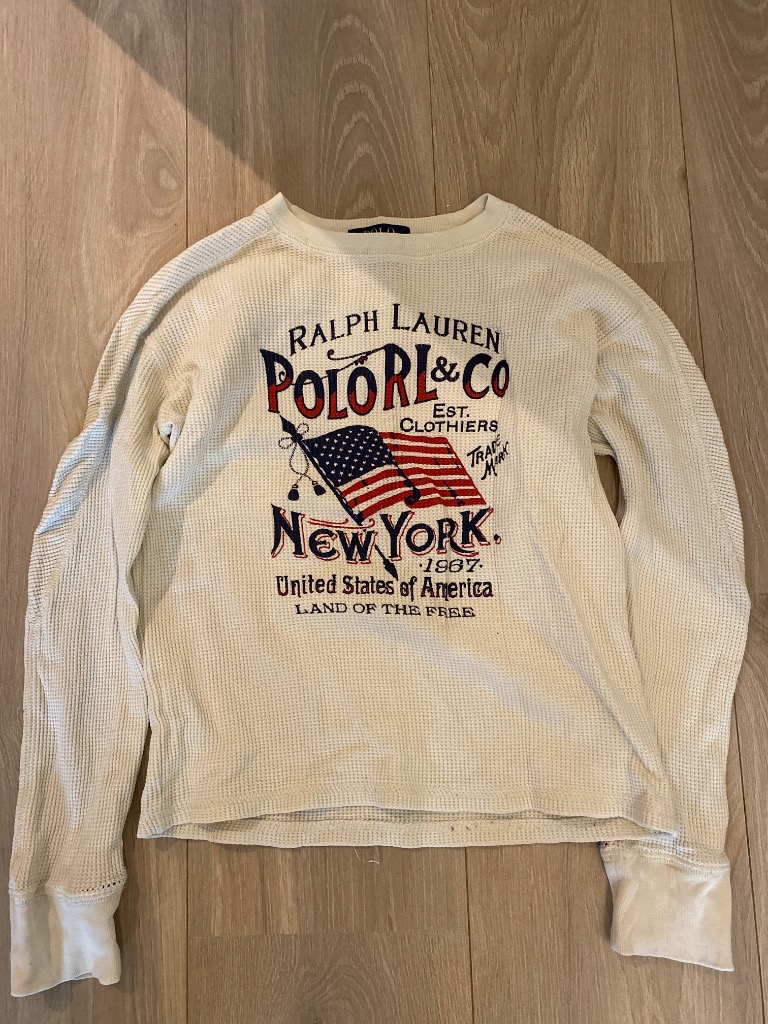 POLO
RALPH LAUREN
POLO RL & CO
EST.
CLOTHIERS
TRADE
MARK
NEW YORK.
·1967·
United States of America
LAND OF THE FREE